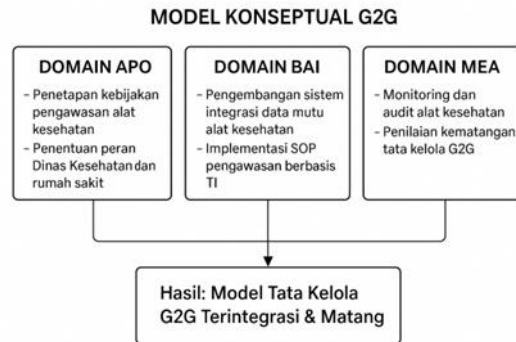 MODEL KONSEPTUAL G2G
DOMAIN APO
– Penetapan kebijakan
pengawasan alat
kesehatan
– Penentuan peran
Dinas Kesehatan dan
rumah sakit
DOMAIN BAI
– Pengembangan sistem
integrasi data mutu
alat kesehatan
– Implementasi SOP
pengawasan berbasis
TI
DOMAIN MEA
– Monitoring dan
audit alat kesehatan
– Penilaian kematangan
tata kelola G2G
Hasil: Model Tata Kelola
G2G Terintegrasi & Matang